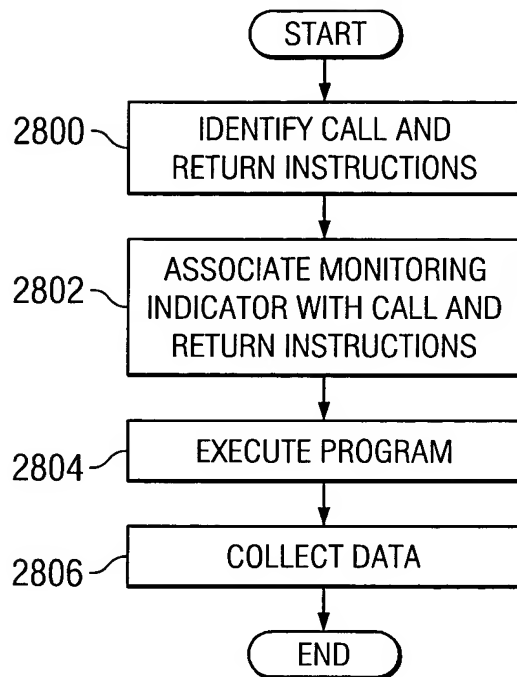 START
2800
IDENTIFY CALL AND
RETURN INSTRUCTIONS
2802
ASSOCIATE MONITORING
INDICATOR WITH CALL AND
RETURN INSTRUCTIONS
2804
EXECUTE PROGRAM
2806
COLLECT DATA
END